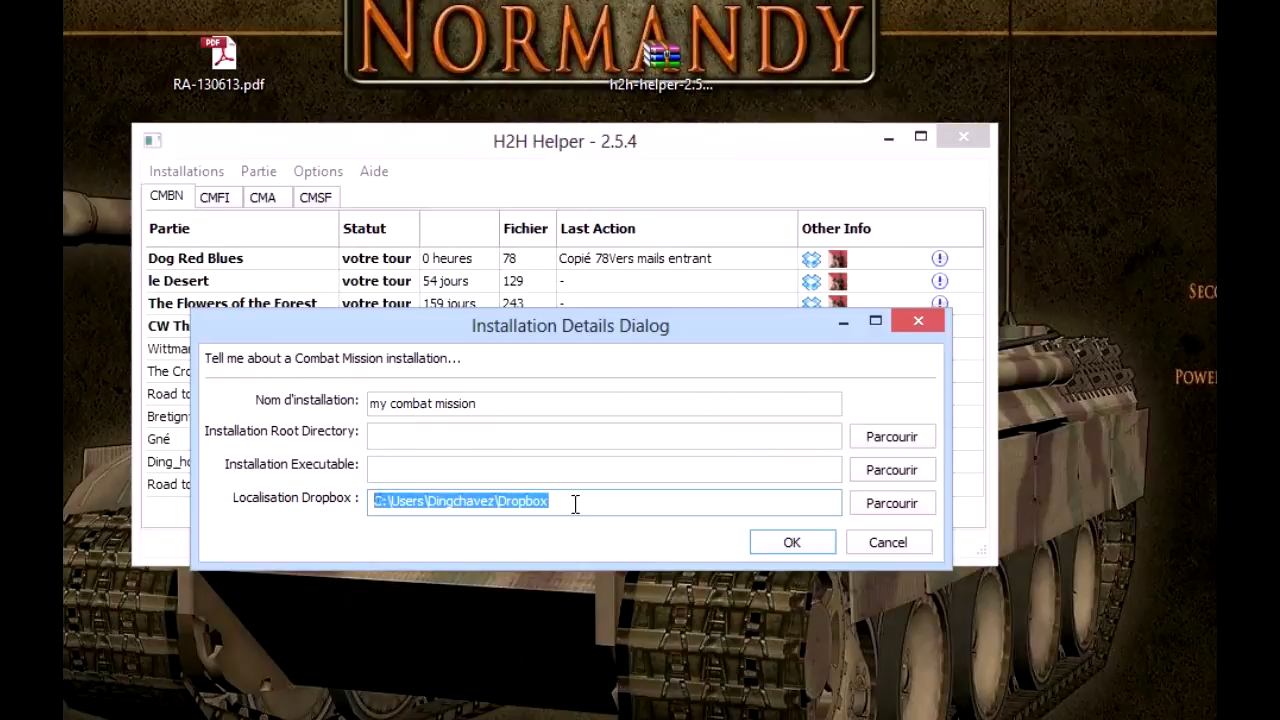 NORMANDY
RA-130613.pdf
h2h-helper-2.5...
H2H Helper - 2.5.4
Installations Partie Options Aide
CMBN CMFI CMA CMSF
Partie Statut Fichier Last Action Other Info
Dog Red Blues votre tour 0 heures 78 Copié 78Vers mails entrant
le Desert votre tour 54 jours 129 -
The Flowers of the Forest votre tour 159 jours 243 -
CW Th
Wittmar
The Cro
Road to
Bretign
Gné
Ding_ho
Road to
Installation Details Dialog
Tell me about a Combat Mission installation...
Nom d'installation: my combat mission
Installation Root Directory: Parcourir
Installation Executable: Parcourir
Localisation Dropbox : C:\Users\Dingchavez\Dropbox Parcourir
OK Cancel
SECO
POWE